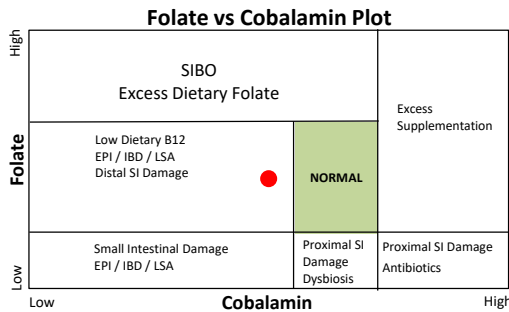 Folate vs Cobalamin Plot
High
SIBO
Excess Dietary Folate
Excess
Supplementation
Folate
Low Dietary B12
EPI / IBD / LSA
Distal SI Damage
NORMAL
Small Intestinal Damage
EPI / IBD / LSA
Proximal SI
Damage
Dysbiosis
Proximal SI Damage
Antibiotics
Low
Low
Cobalamin
High